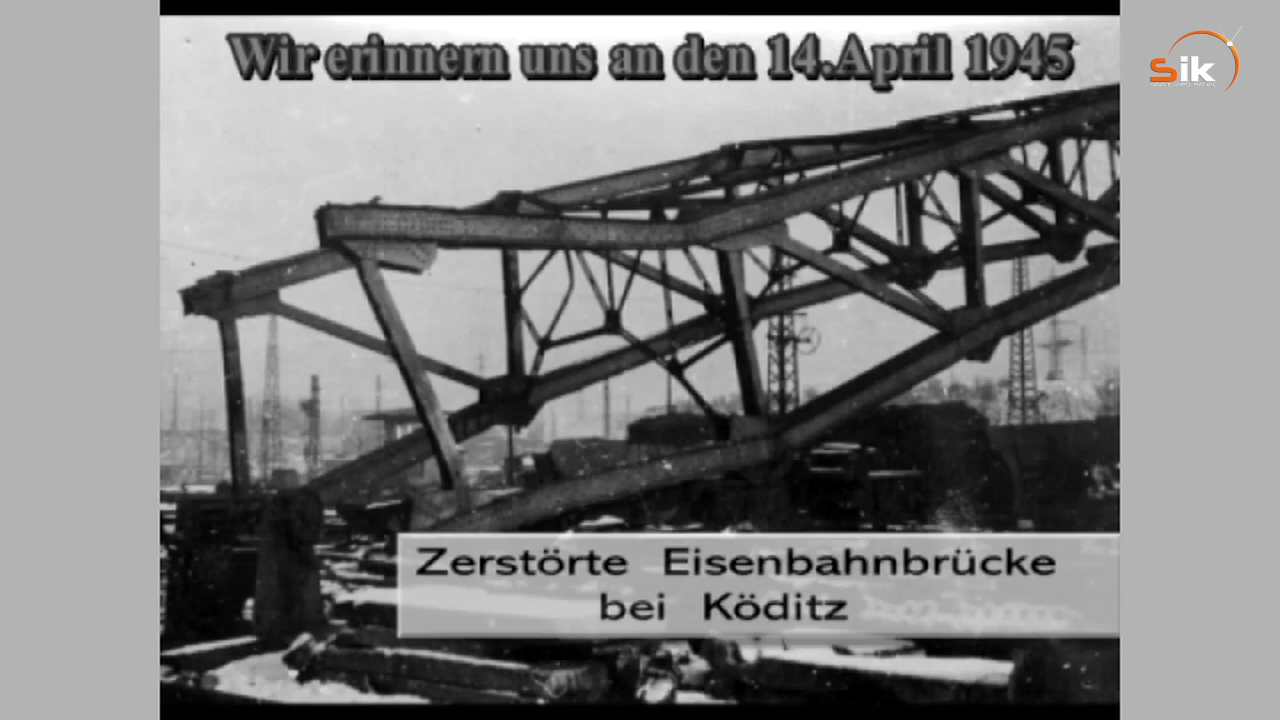 Wir erinnern uns an den 14.April 1945
sik
Zerstörte Eisenbahnbrücke
bei Köditz